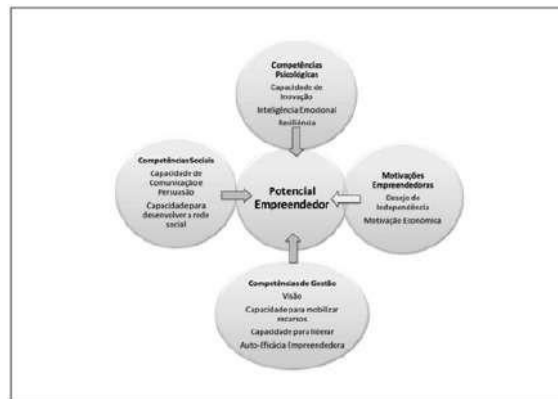 Competências
Psicológicas
Capacidade de
Inovação
Inteligência Emocional
Resiliência
Competências Sociais
Capacidade de
Comunicação e
Persuasão
Capacidade para
desenvolver a rede
social
Potencial
Empreendedor
Motivações
Empreendedoras
Desejo de
Independência
Motivação Económica
Competências de Gestão
Visão
Capacidade para mobilizar
recursos
Capacidade para liderar
Auto-Eficácia Empreendedora